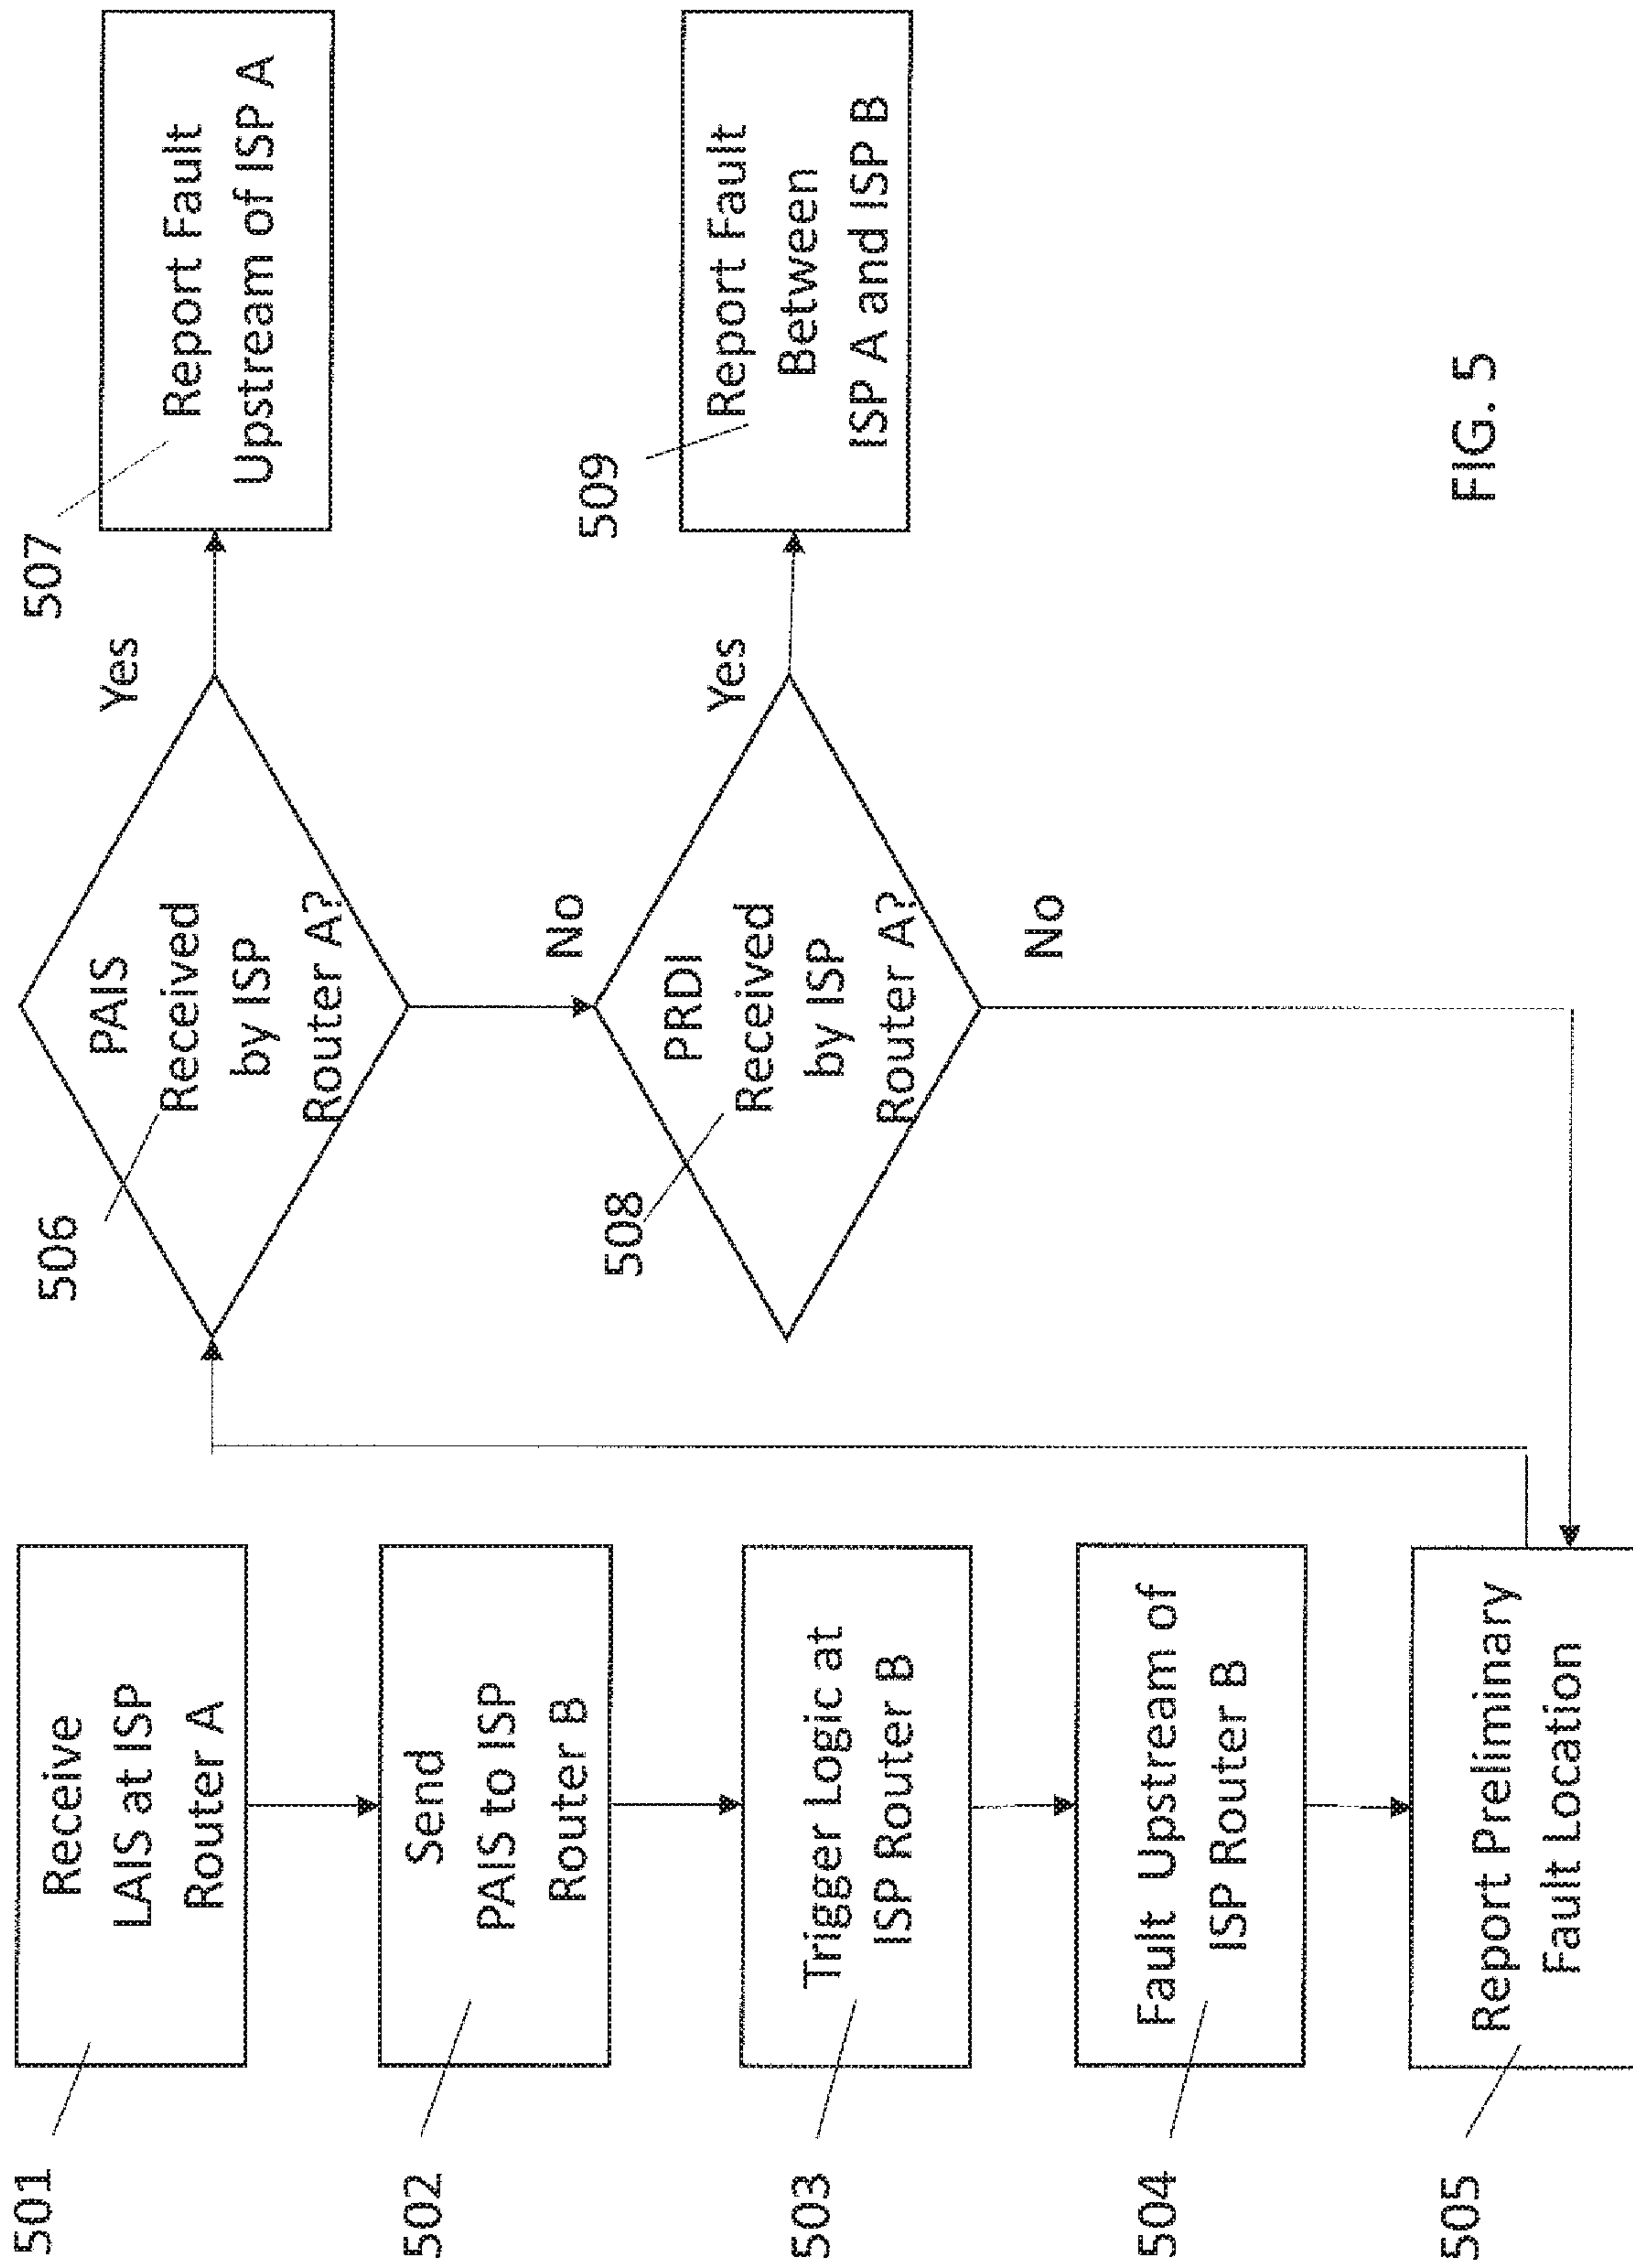 501
Receive
LAIS at ISP
Router A
502
Send
PAIS to ISP
Router B
503
Trigger Logic at
ISP Router B
504
Fault Upstream of
ISP Router B
505
Report Preliminary
Fault Location
506
PAIS
Received
by ISP
Router A?
Yes
No
507
Report Fault
Upstream of ISP A
508
PRDI
Received
by ISP
Router A?
Yes
No
509
Report Fault
Between
ISP A and ISP B
FIG. 5